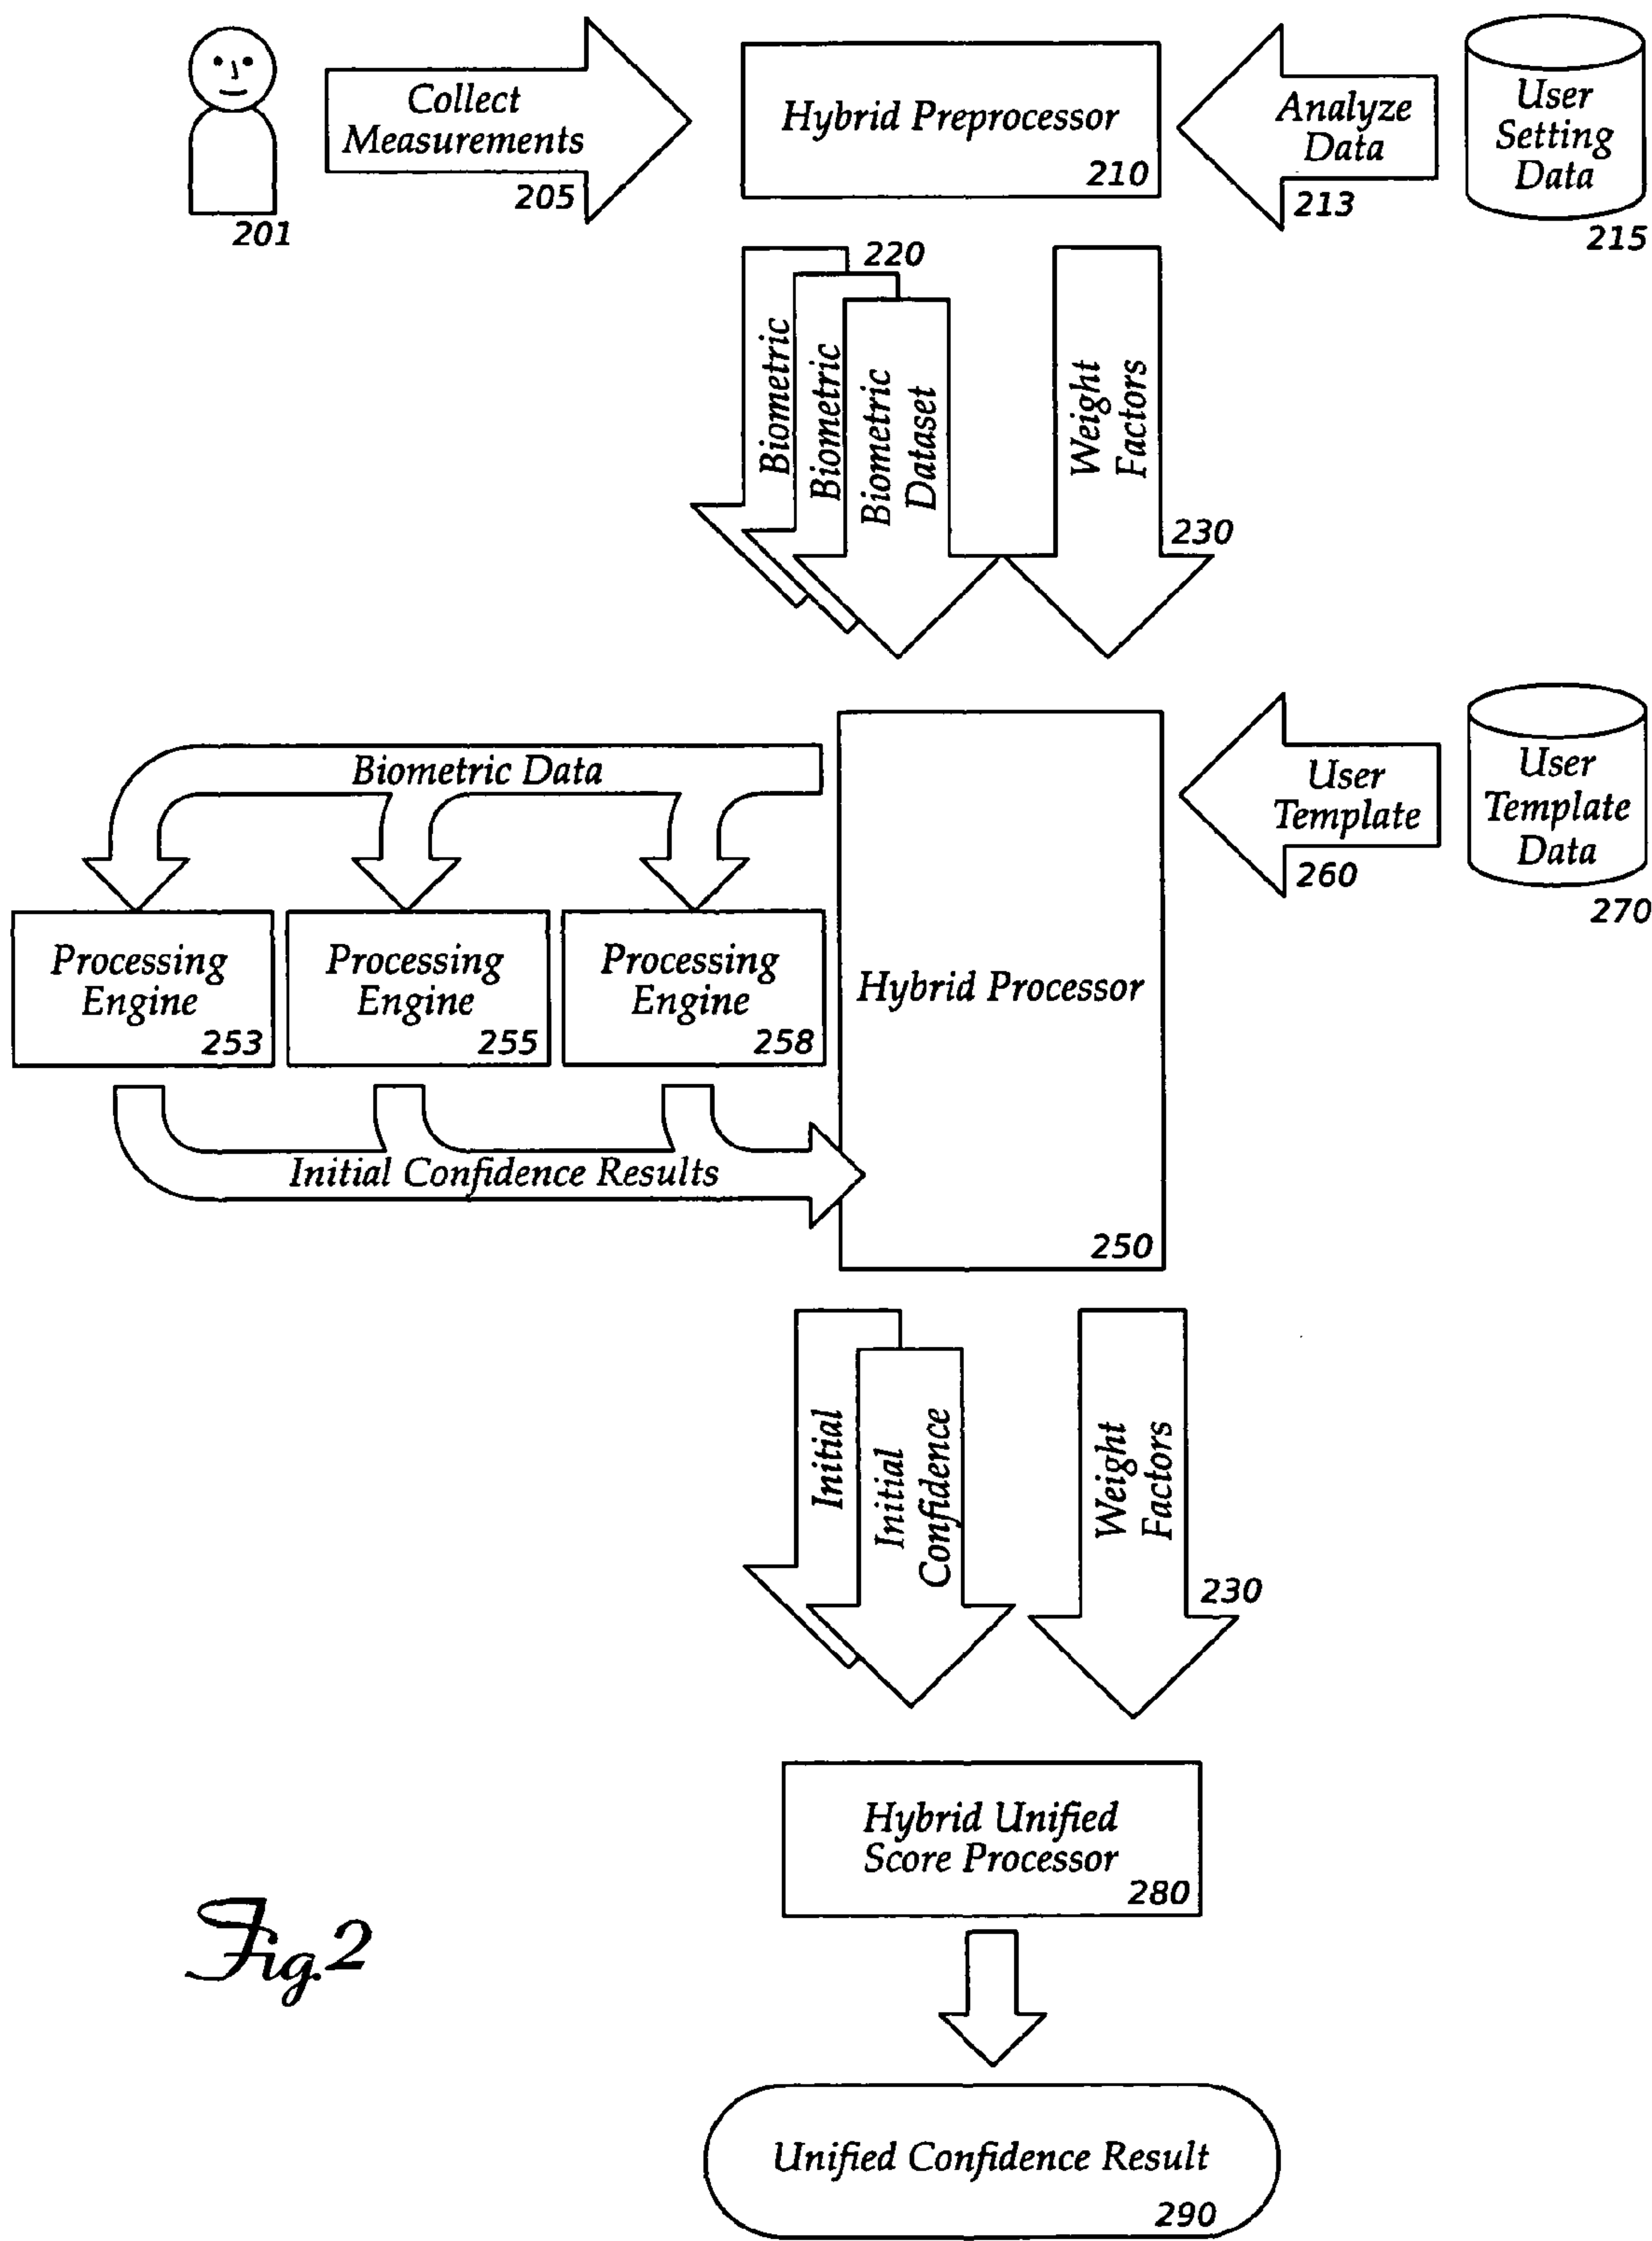 Collect
Measurements
205
201
Hybrid Preprocessor
210
Analyze
Data
213
User
Setting
Data
215
220
Biometric
Biometric
Biometric
Dataset
Weight
Factors
230
Biometric Data
User
Template
260
User
Template
Data
270
Processing
Engine
253
Processing
Engine
255
Processing
Engine
258
Hybrid Processor
250
Initial Confidence Results
Initial
Initial
Confidence
Weight
Factors
230
Hybrid Unified
Score Processor
280
Fig.2
Unified Confidence Result
290